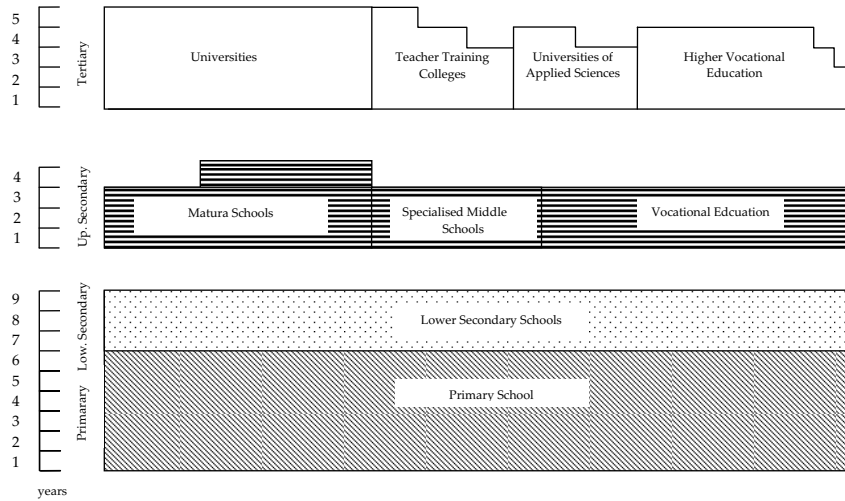 5
4
3
2
1
Tertiary
Universities
Teacher Training
Colleges
Universities of
Applied Sciences
Higher Vocational
Education
4
3
2
1
Up. Secondary
Matura Schools
Specialised Middle
Schools
Vocational Edcuation
9
8
7
6
5
4
3
2
1
Low. Secondary
Primarary
Lower Secondary Schools
Primary School
years